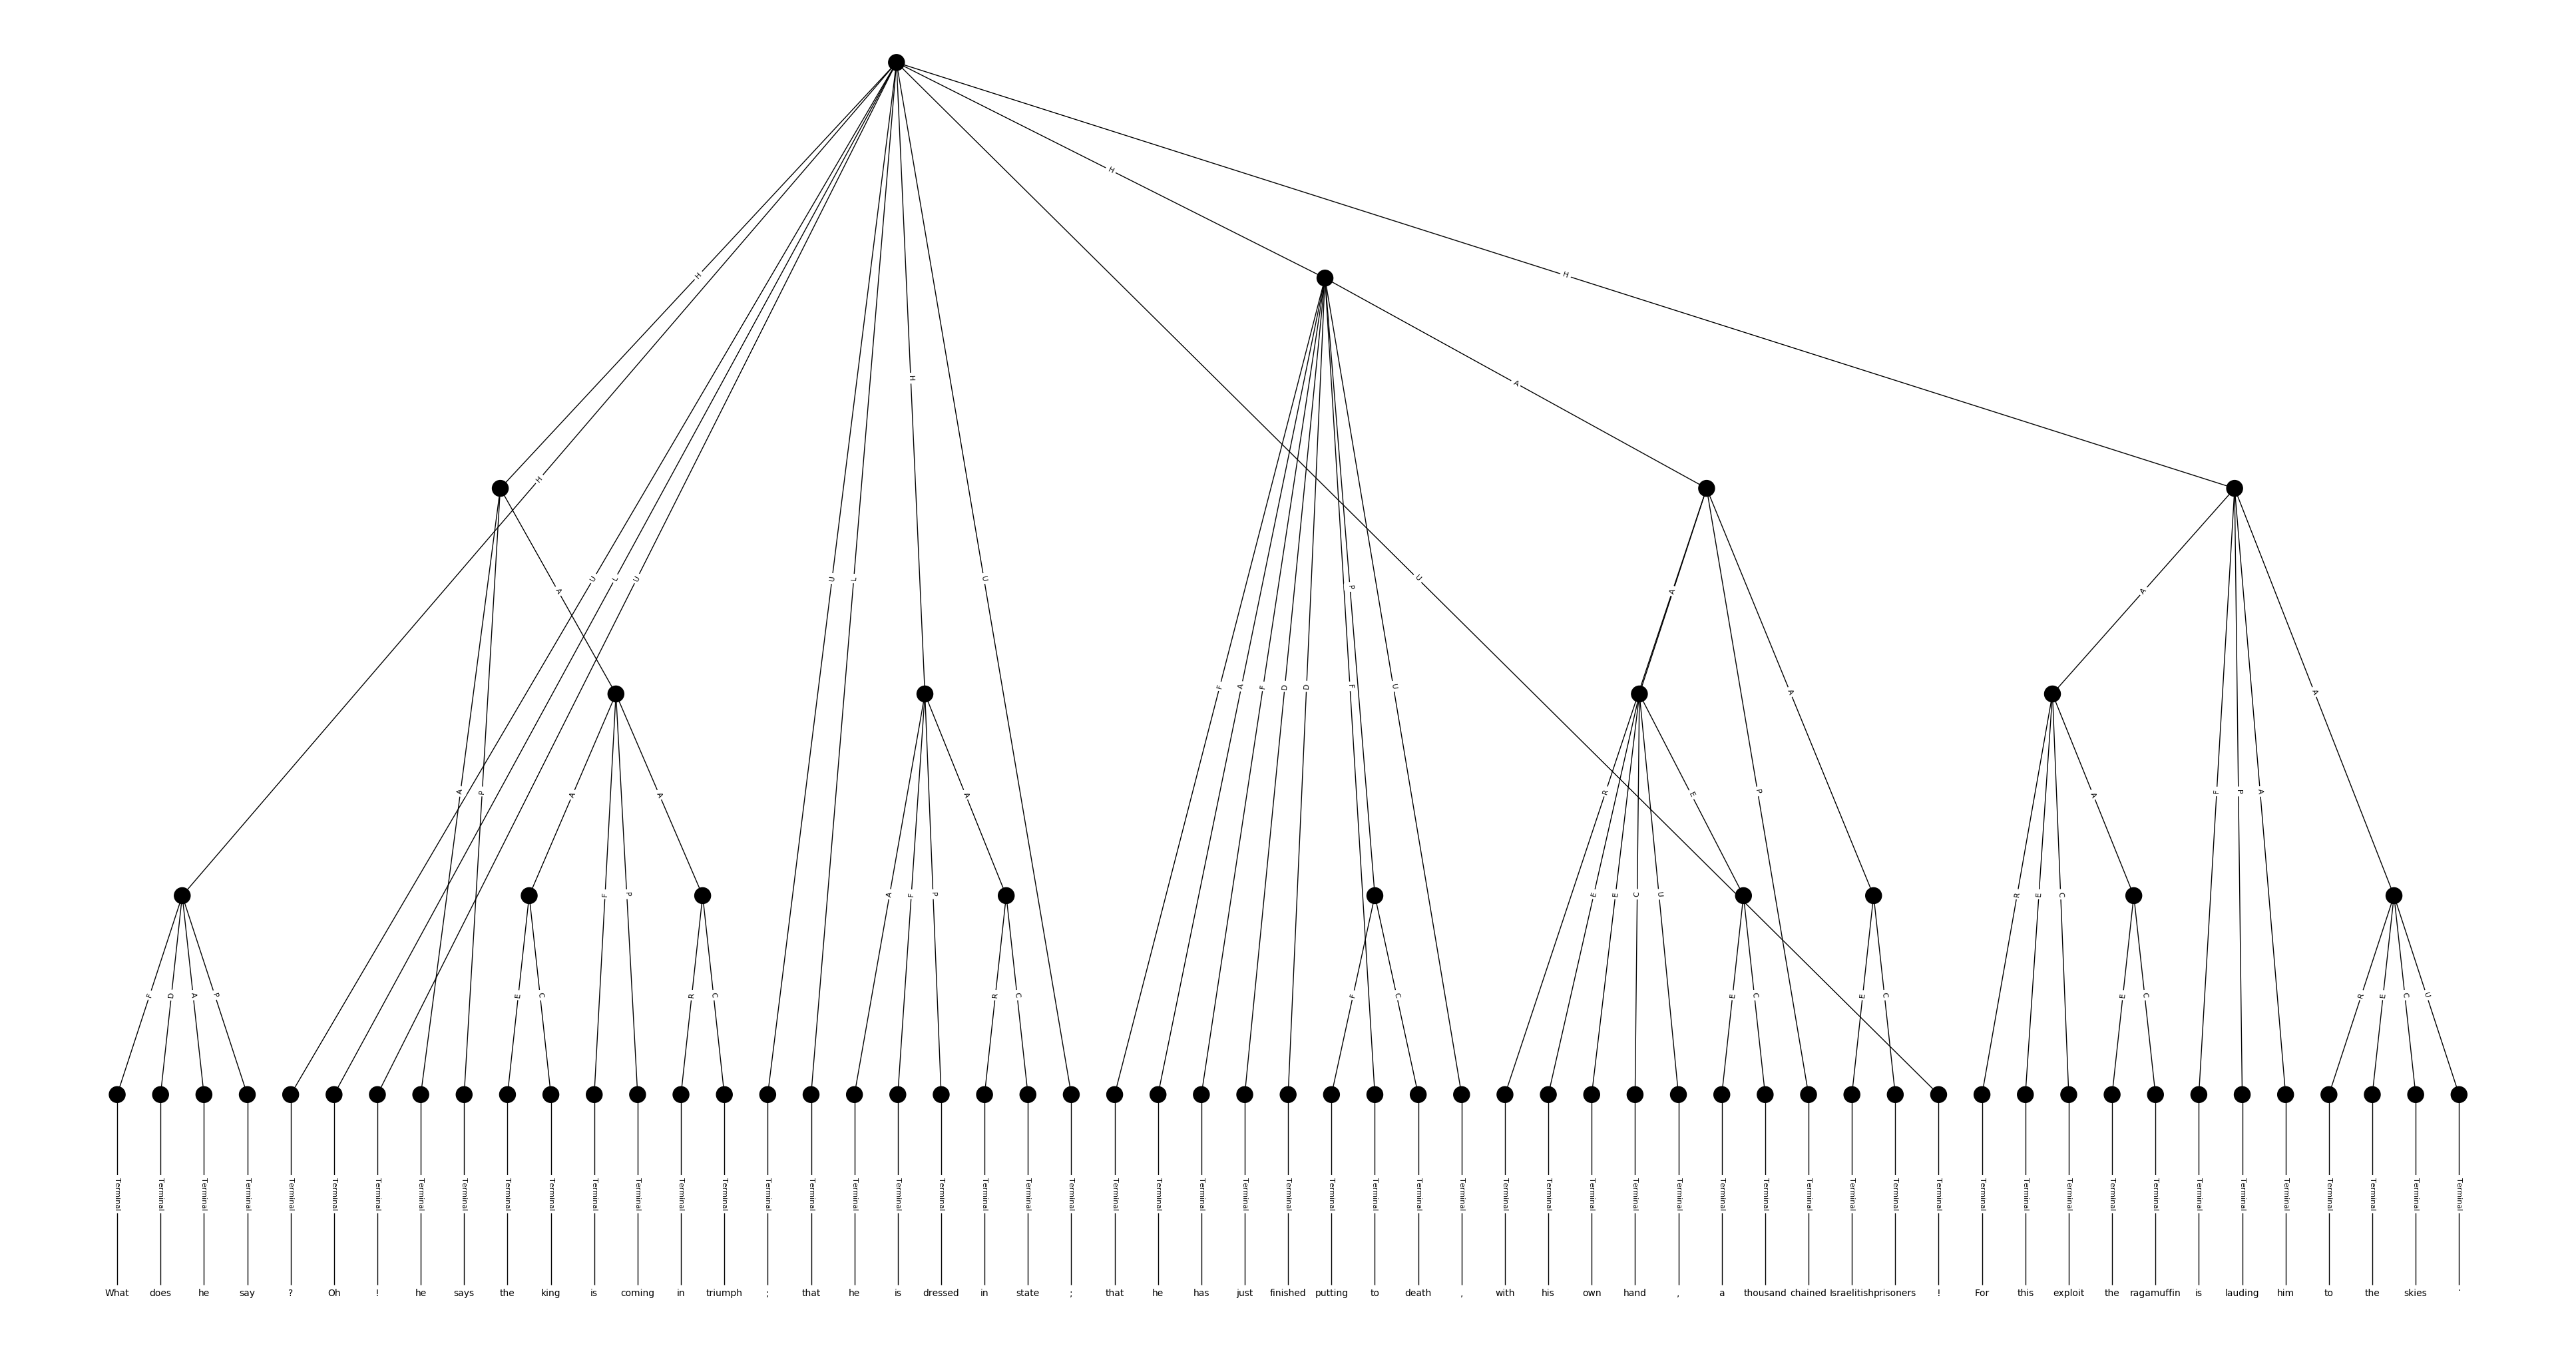 H
H
A
H
H
A
U L U
U L
H
U
U
A
A
A
F A F D D F P U
A P
A F P A
R E E C U E
P
A
R E C A
F P A
A F P A
F D A P
E C
R C
R C
F C
E C
E C
E C
R E C U
Terminal Terminal Terminal Terminal Terminal Terminal Terminal Terminal Terminal Terminal Terminal Terminal Terminal Terminal Terminal Terminal Terminal Terminal Terminal Terminal Terminal Terminal Terminal Terminal Terminal Terminal Terminal Terminal Terminal Terminal Terminal Terminal Terminal Terminal Terminal Terminal Terminal Terminal Terminal Terminal Terminal Terminal Terminal Terminal Terminal Terminal Terminal Terminal Terminal Terminal Terminal Terminal Terminal Terminal Terminal
What does he say ? Oh ! he says the king is coming in triumph ; that he is dressed in state ; that he has just finished putting to death , with his own hand , a thousand chained Israelitish prisoners ! For this exploit the ragamuffin is lauding him to the skies '